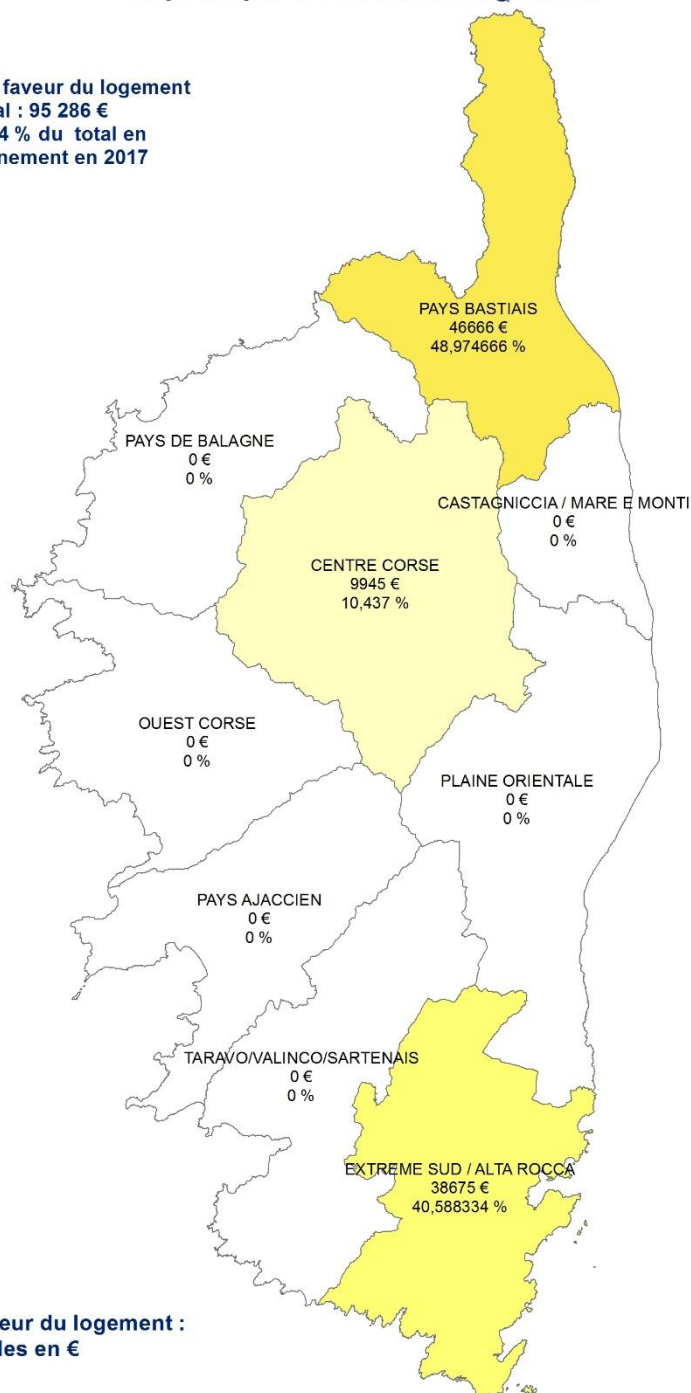 faveur du logement
al : 95 286 €
4 % du total en
nement en 2017
PAYS BASTIAIS
46666 €
48,974666 %
PAYS DE BALAGNE
0 €
0 %
CASTAGNICCIA / MARE E MONTI
0 €
0 %
CENTRE CORSE
9945 €
10,437 %
OUEST CORSE
0 €
0 %
PLAINE ORIENTALE
0 €
0 %
PAYS AJACCIEN
0 €
0 %
TARAVO/VALINCO/SARTENAIS
0 €
0 %
EXTREME SUD / ALTA ROCCA
38675 €
40,588334 %
eur du logement :
les en €